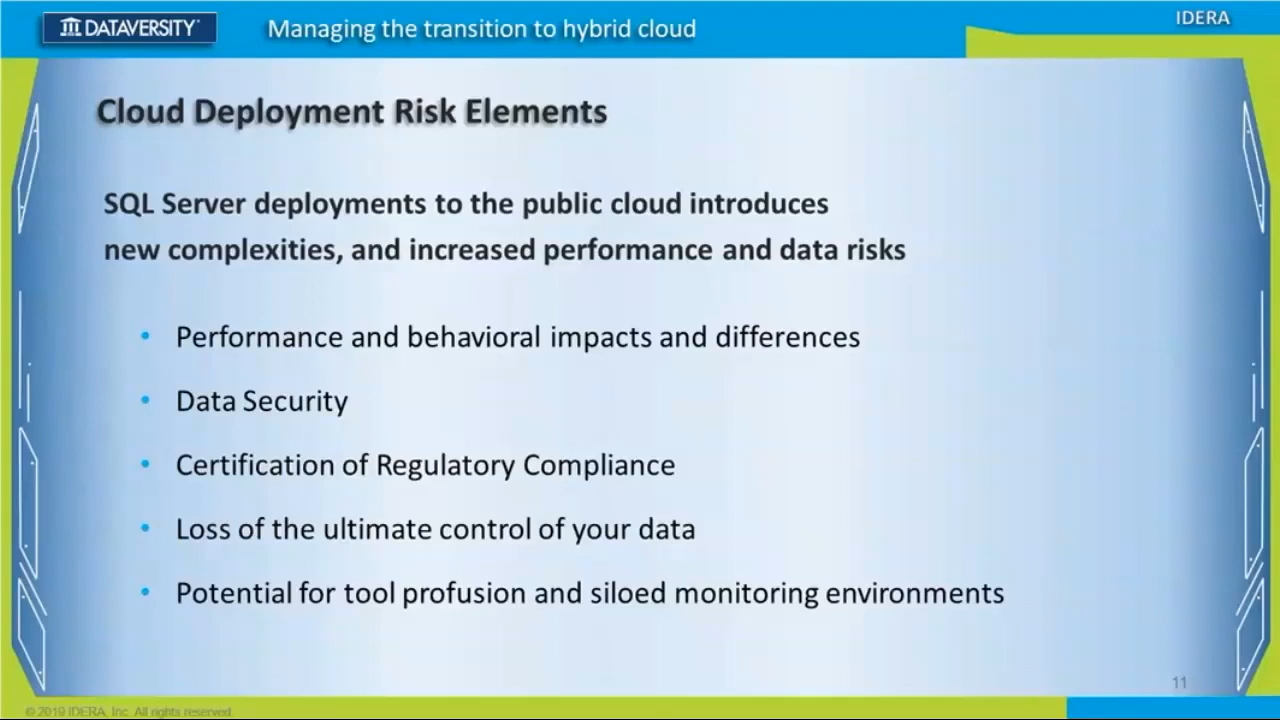 DATAVERSITY
Managing the transition to hybrid cloud
IDERA
Cloud Deployment Risk Elements
SQL Server deployments to the public cloud introduces
new complexities, and increased performance and data risks
• Performance and behavioral impacts and differences
• Data Security
• Certification of Regulatory Compliance
• Loss of the ultimate control of your data
• Potential for tool profusion and siloed monitoring environments
11
© 2019 IDERA, Inc. All rights reserved.